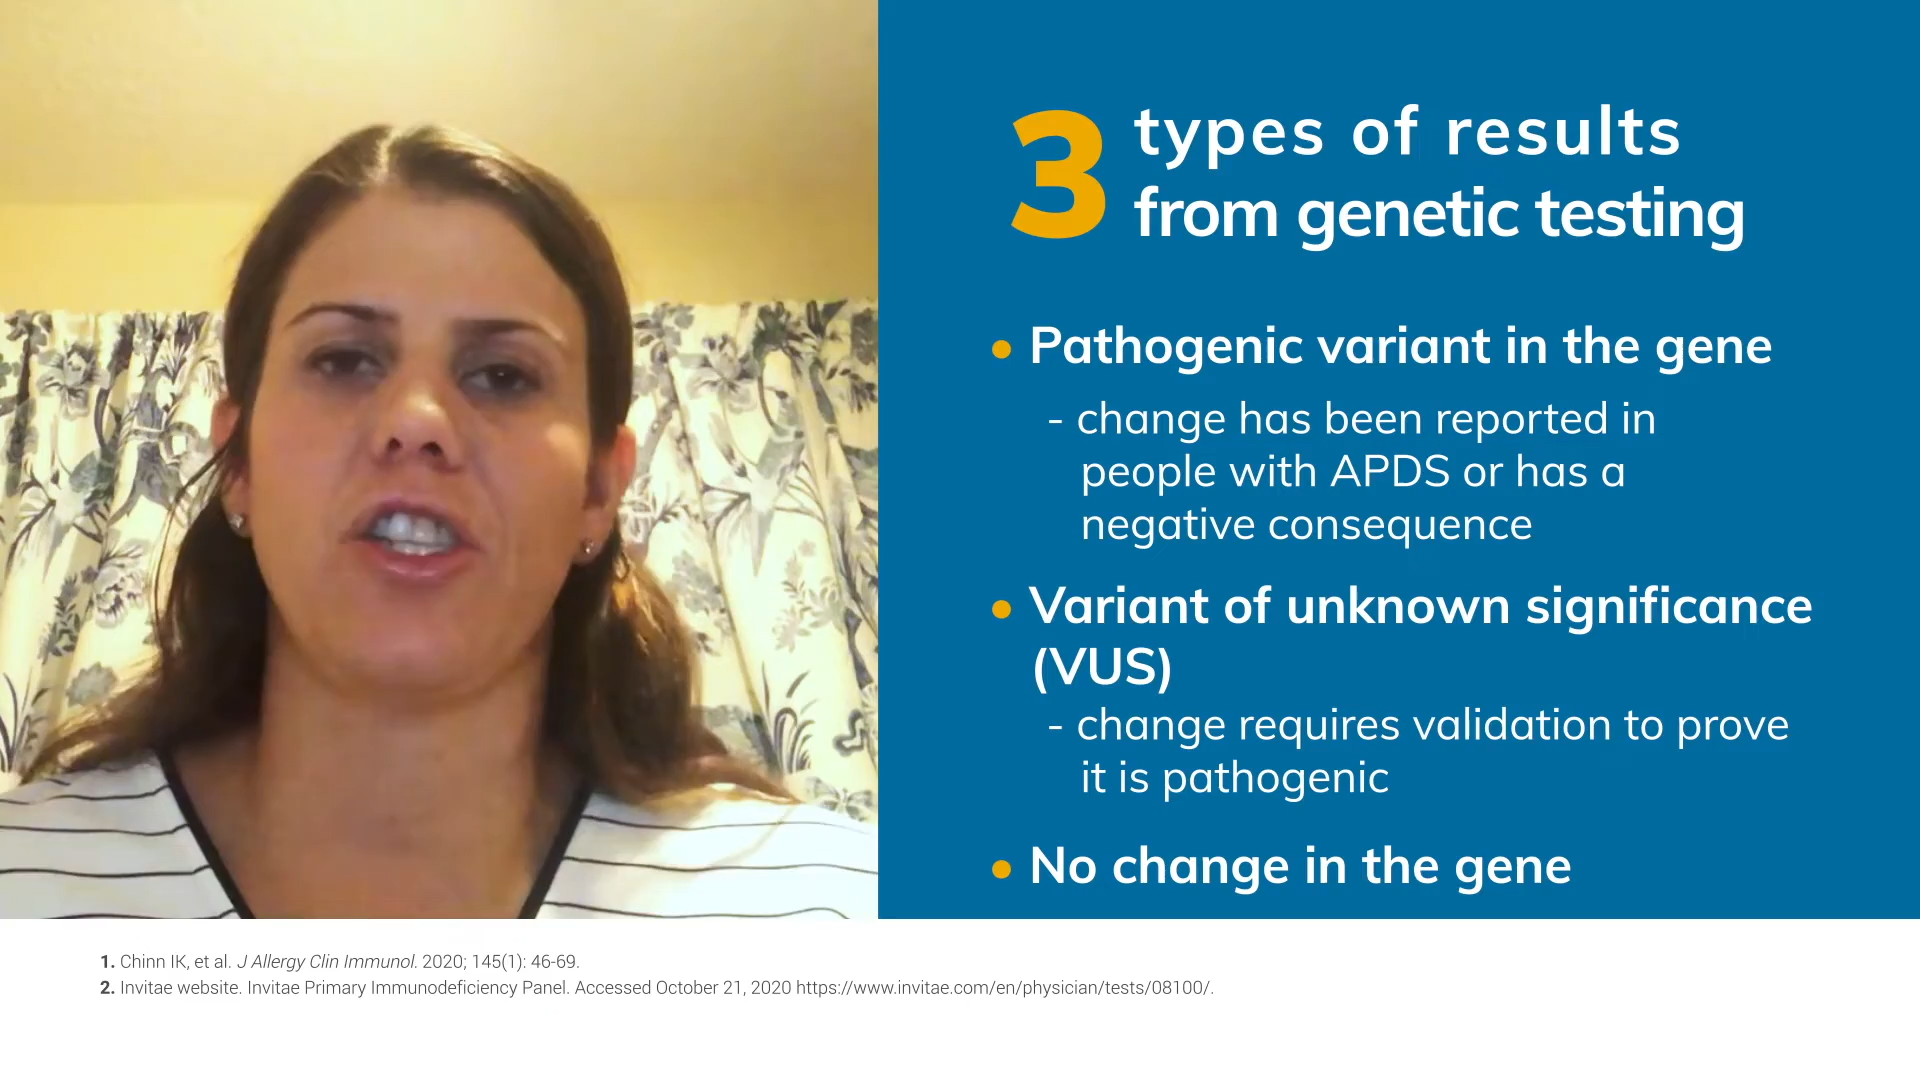 3 types of results
from genetic testing
• Pathogenic variant in the gene
- change has been reported in
people with APDS or has a
negative consequence
• Variant of unknown significance
(VUS)
- change requires validation to prove
it is pathogenic
• No change in the gene
1. Chinn IK, et al. J Allergy Clin Immunol. 2020; 145(1): 46-69.
2. Invitae website. Invitae Primary Immunodeficiency Panel. Accessed October 21, 2020 https://www.invitae.com/en/physician/tests/08100/.